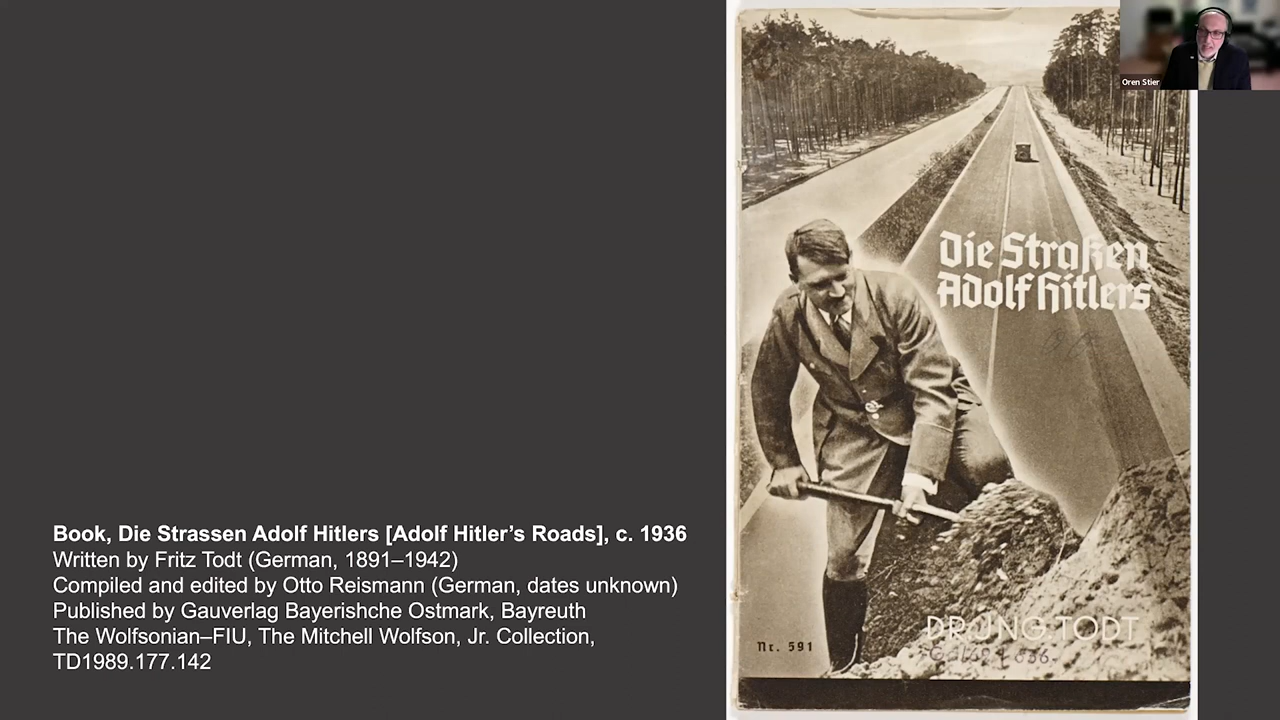 Book, Die Strassen Adolf Hitlers [Adolf Hitler’s Roads], c. 1936
Written by Fritz Todt (German, 1891–1942)
Compiled and edited by Otto Reismann (German, dates unknown)
Published by Gauverlag Bayerishche Ostmark, Bayreuth
The Wolfsonian–FIU, The Mitchell Wolfson, Jr. Collection,
TD1989.177.142
Die Straßen
Adolf Hitlers
DR.JNG.TODT
Nr. 591
Oren Stier